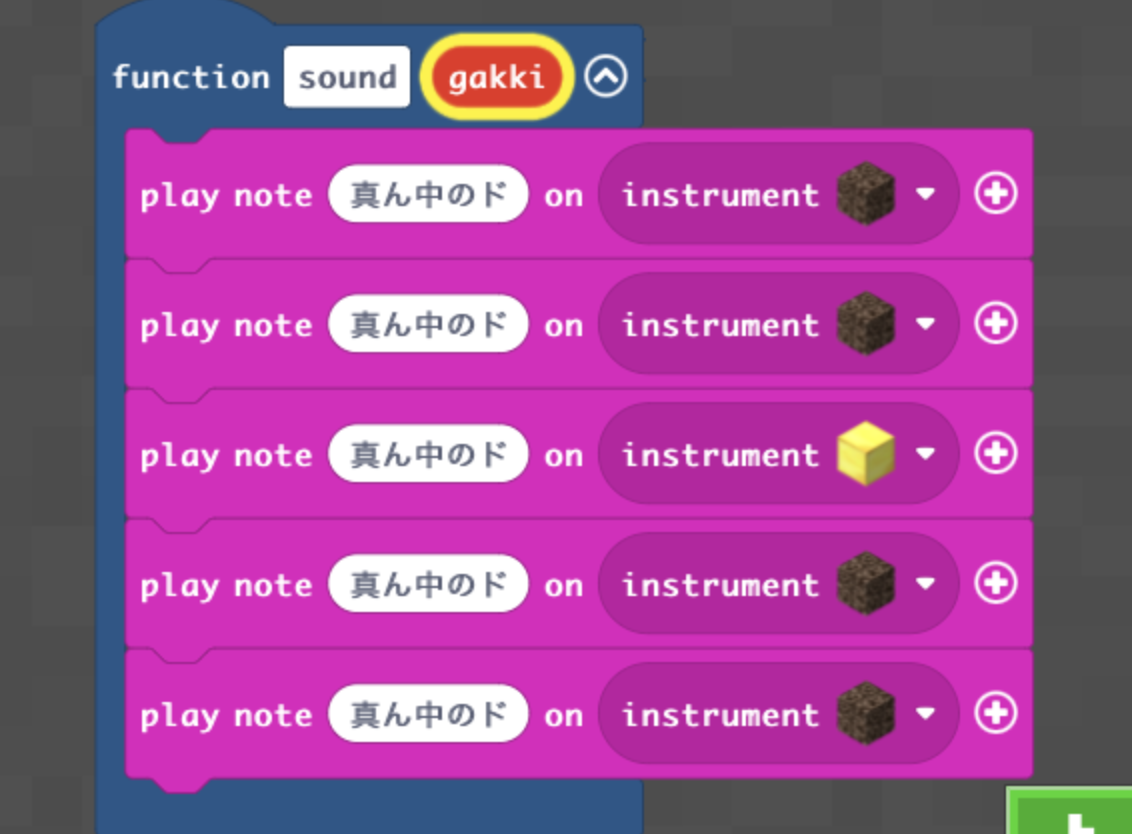 function sound gakki
play note 真ん中のド on instrument
play note 真ん中のド on instrument
play note 真ん中のド on instrument
play note 真ん中のド on instrument
play note 真ん中のド on instrument